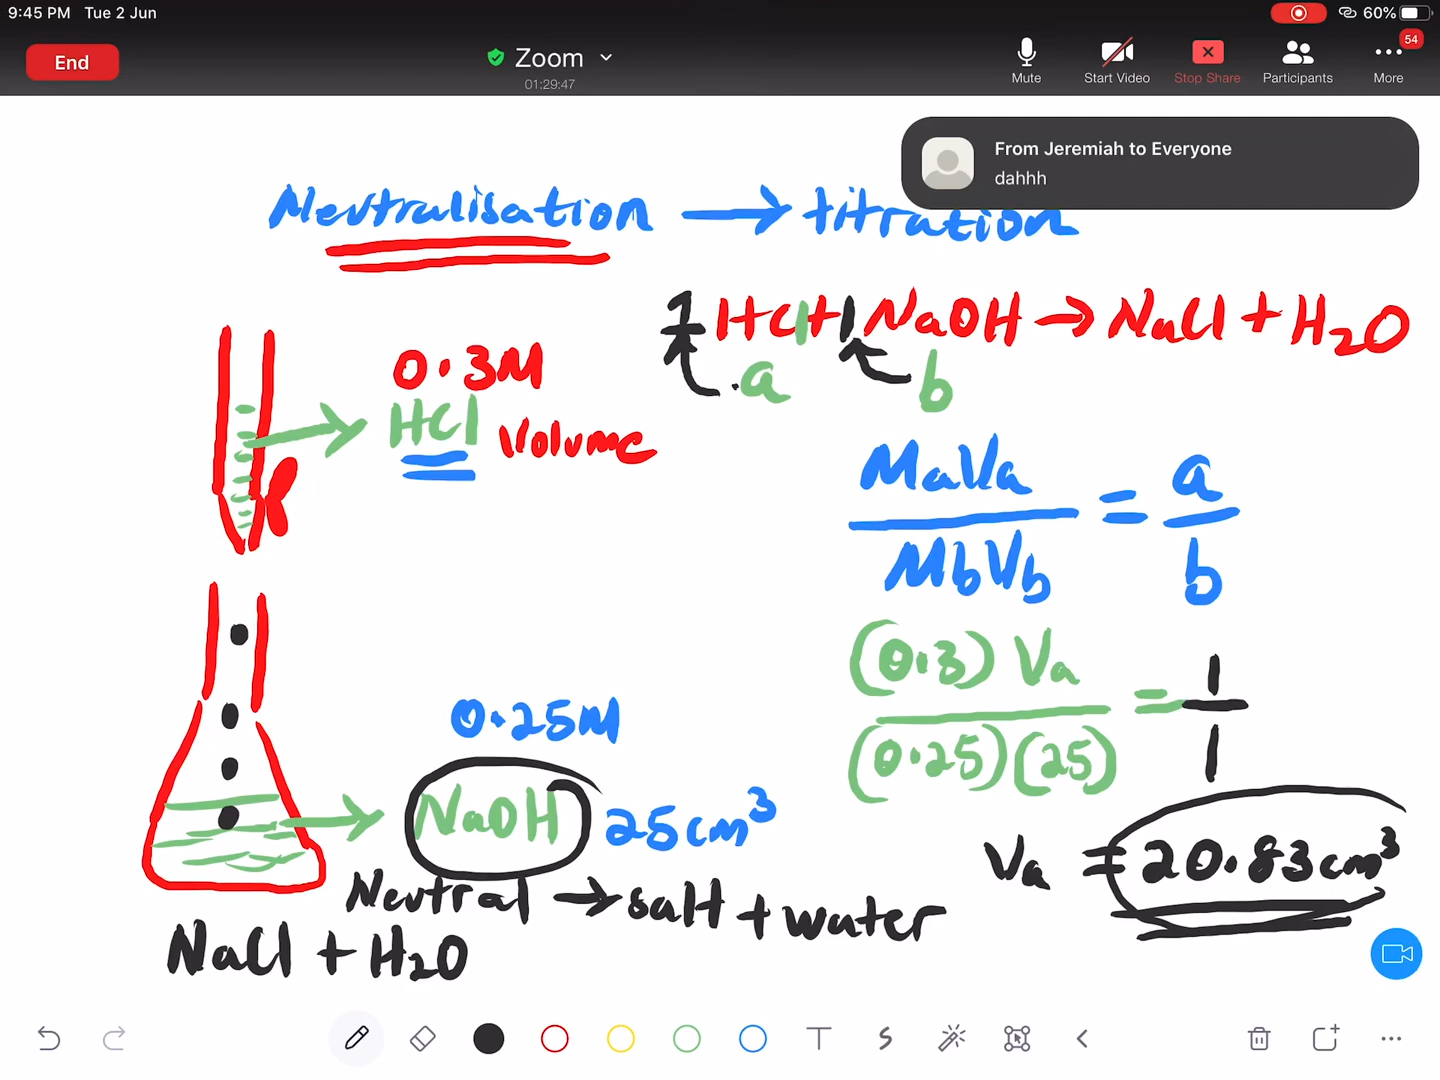 9:45 PM Tue 2 Jun
60%
End
Zoom
01:29:47
Mute
Start Video
Stop Share
Participants
54
More
From Jeremiah to Everyone
dahhh
Neutralisation → titration
1 HCl + 1 NaOH → NaCl + H2O
a b
0.3M
HCl Volume
MaVa = a
MbVb b
(0.3) Va = 1
(0.25)(25) 1
0.25M
NaOH 25cm³
Va = 20.83cm³
Neutral → salt + water
NaCl + H2O
T